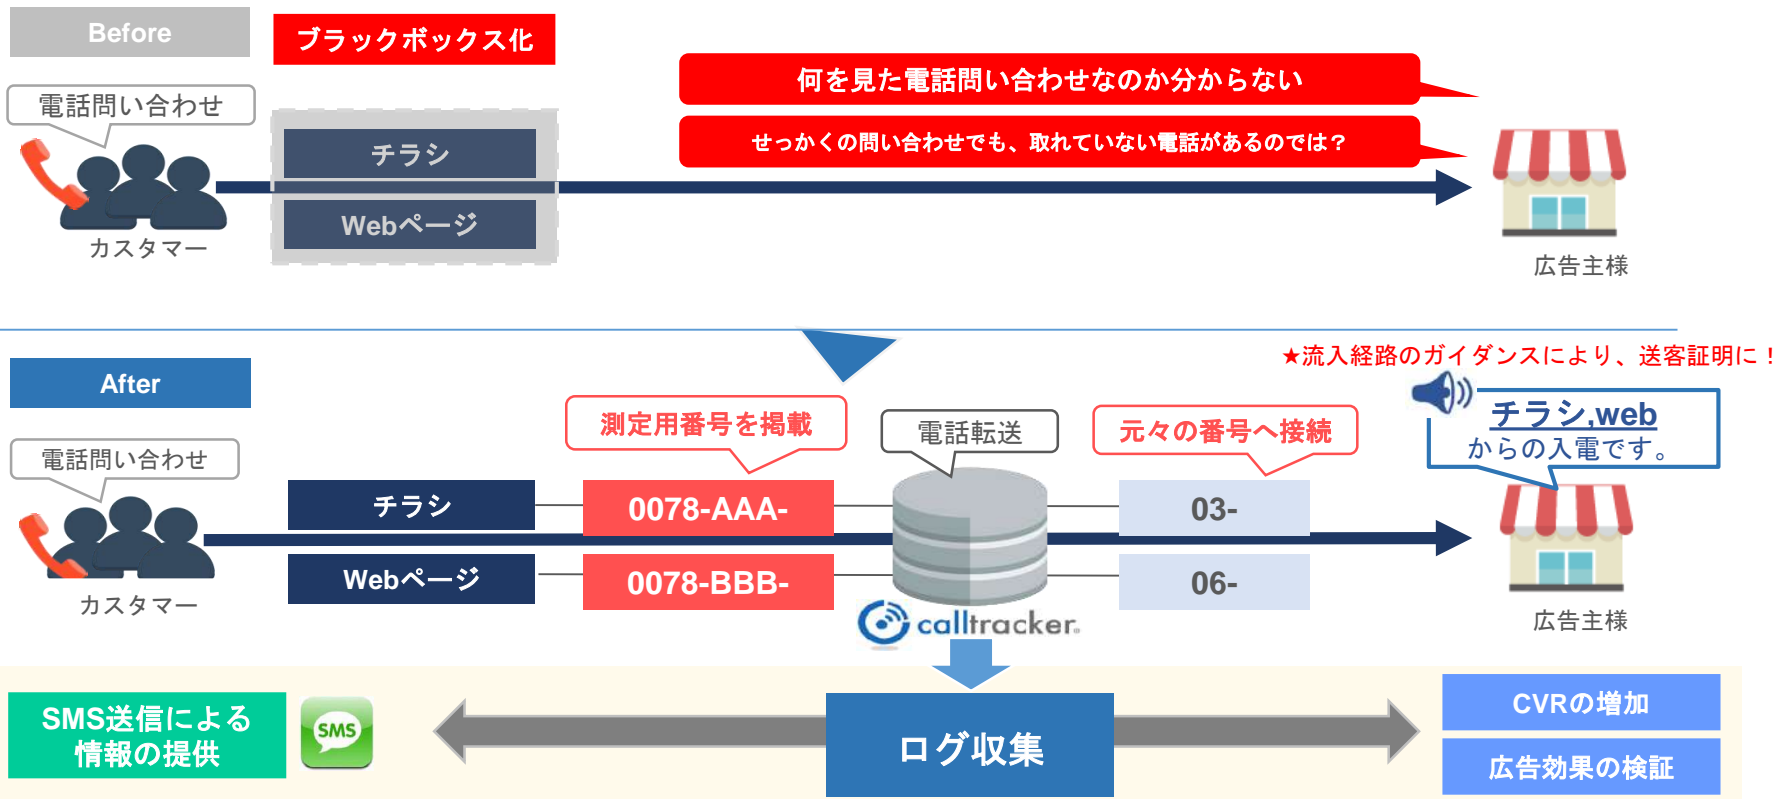 Before
ブラックボックス化
何を見た電話問い合わせなのか分からない
電話問い合わせ
せっかくの問い合わせでも、取れていない電話があるのでは？
チラシ
Webページ
カスタマー
広告主様
★流入経路のガイダンスにより、送客証明に！
After
測定用番号を掲載
電話転送
元々の番号へ接続
チラシ,web
からの入電です。
電話問い合わせ
チラシ
0078-AAA-
03-
Webページ
0078-BBB-
06-
カスタマー
calltracker®
広告主様
SMS送信による
情報の提供
SMS
ログ収集
CVRの増加
広告効果の検証